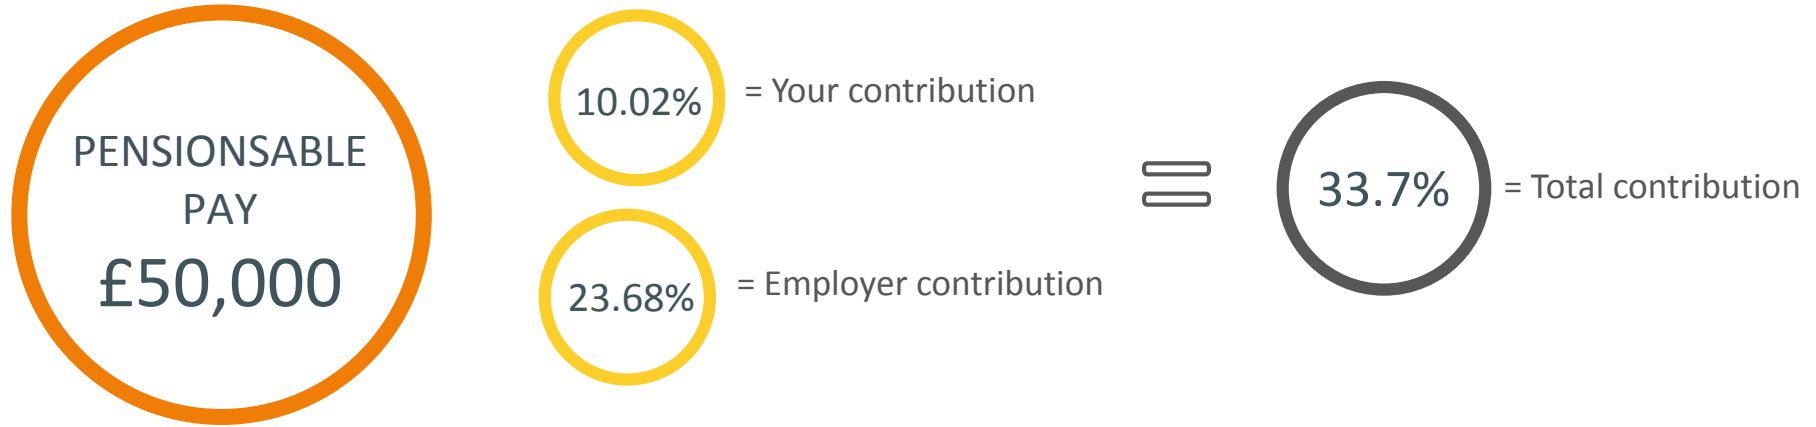 PENSIONSABLE
PAY
£50,000
10.02%
= Your contribution
23.68%
= Employer contribution
33.7%
= Total contribution